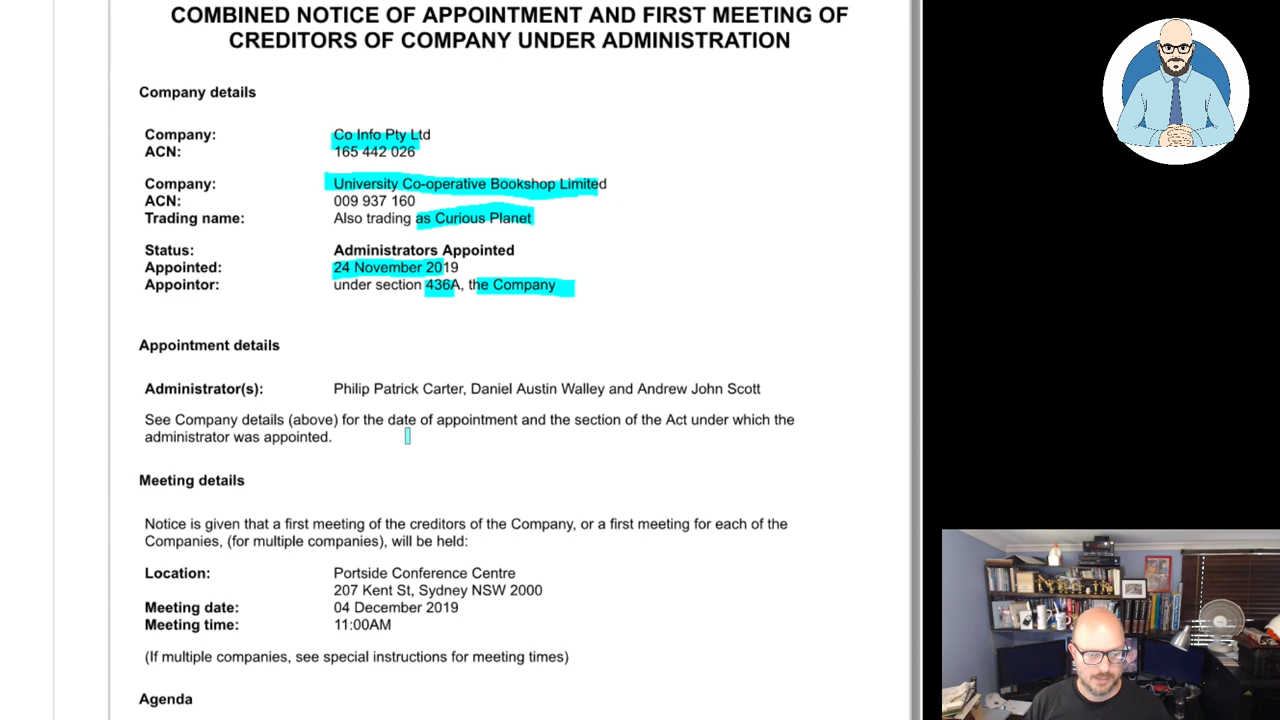 COMBINED NOTICE OF APPOINTMENT AND FIRST MEETING OF
CREDITORS OF COMPANY UNDER ADMINISTRATION
Company details
Company: Co Info Pty Ltd
ACN: 165 442 026
Company: University Co-operative Bookshop Limited
ACN: 009 937 160
Trading name: Also trading as Curious Planet
Status: Administrators Appointed
Appointed: 24 November 2019
Appointor: under section 436A, the Company
Appointment details
Administrator(s): Philip Patrick Carter, Daniel Austin Walley and Andrew John Scott
See Company details (above) for the date of appointment and the section of the Act under which the
administrator was appointed.
Meeting details
Notice is given that a first meeting of the creditors of the Company, or a first meeting for each of the
Companies, (for multiple companies), will be held:
Location: Portside Conference Centre
207 Kent St, Sydney NSW 2000
Meeting date: 04 December 2019
Meeting time: 11:00AM
(If multiple companies, see special instructions for meeting times)
Agenda